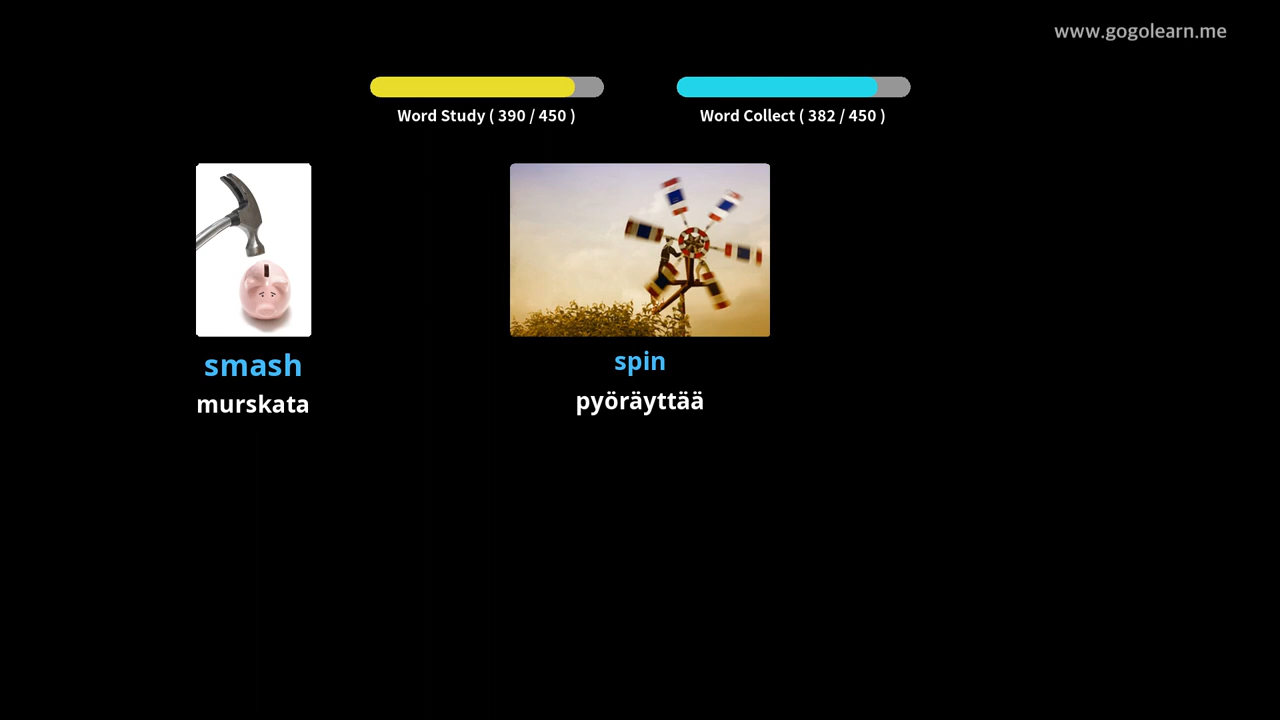 www.gogolearn.me
Word Study ( 390 / 450 )
Word Collect ( 382 / 450 )
smash
murskata
spin
pyöräyttää